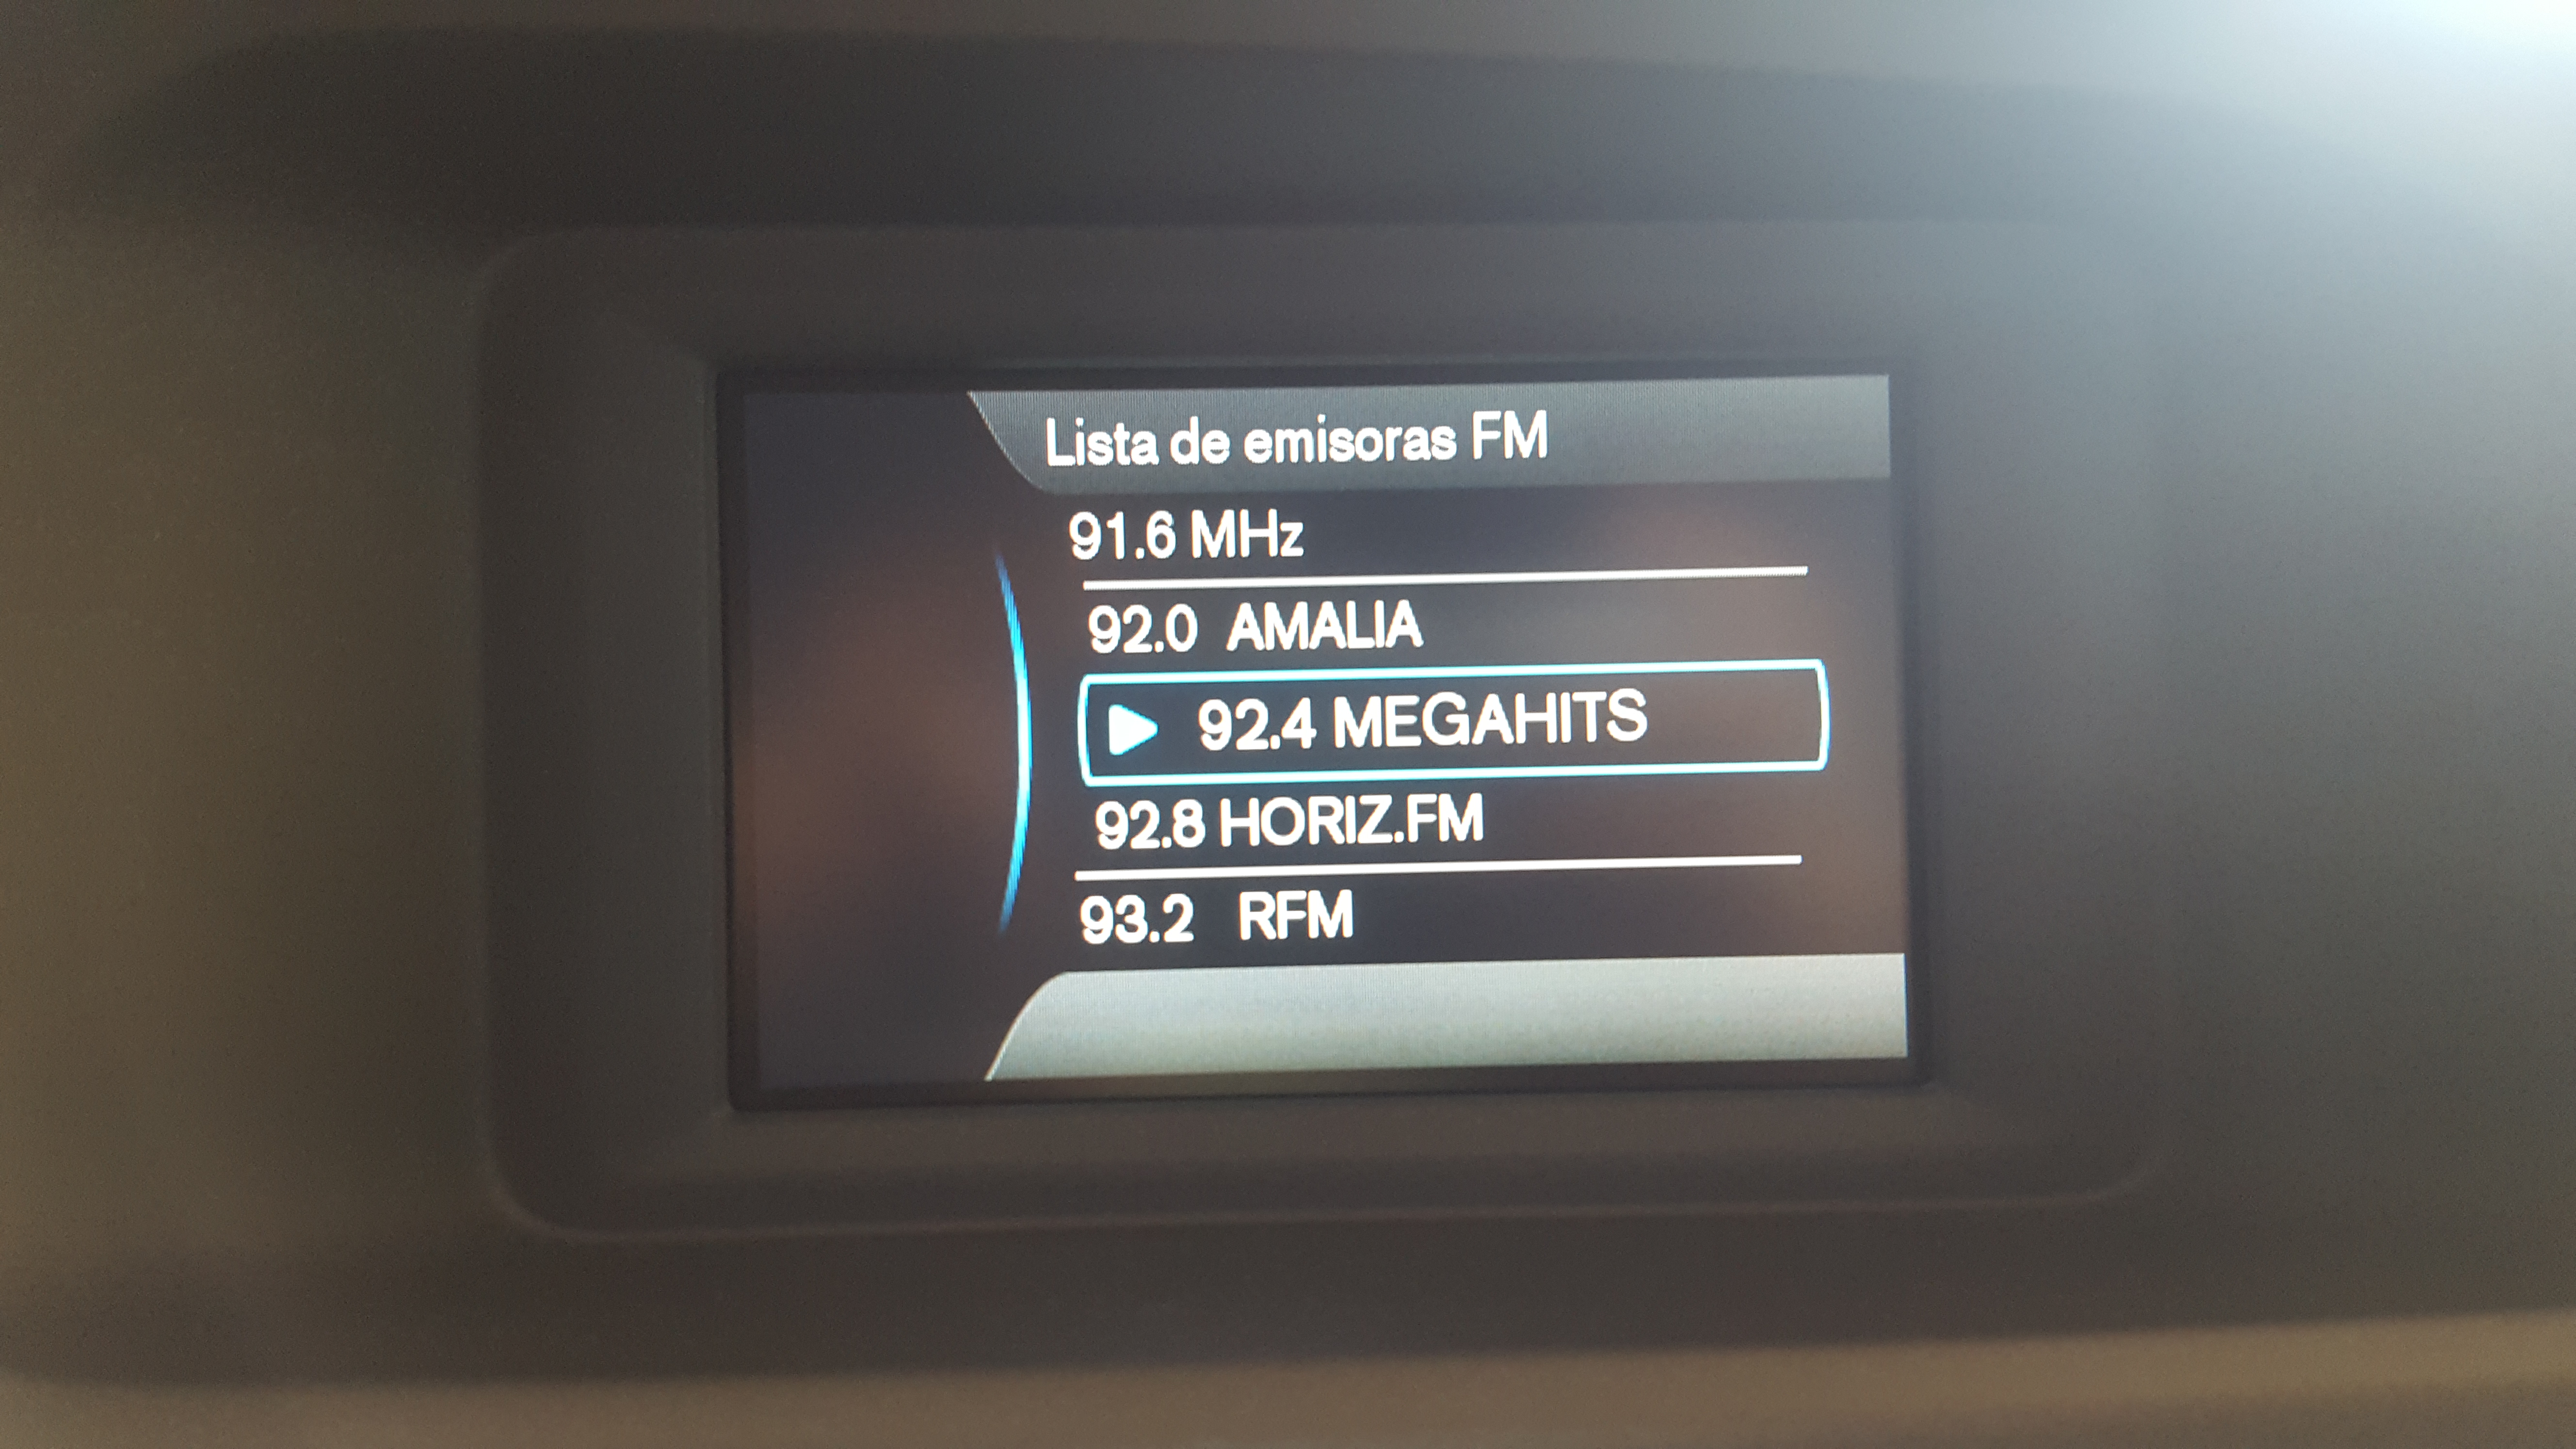 Lista de emisoras FM
91.6 MHz
92.0 AMALIA
92.4 MEGAHITS
92.8 HORIZ.FM
93.2 RFM